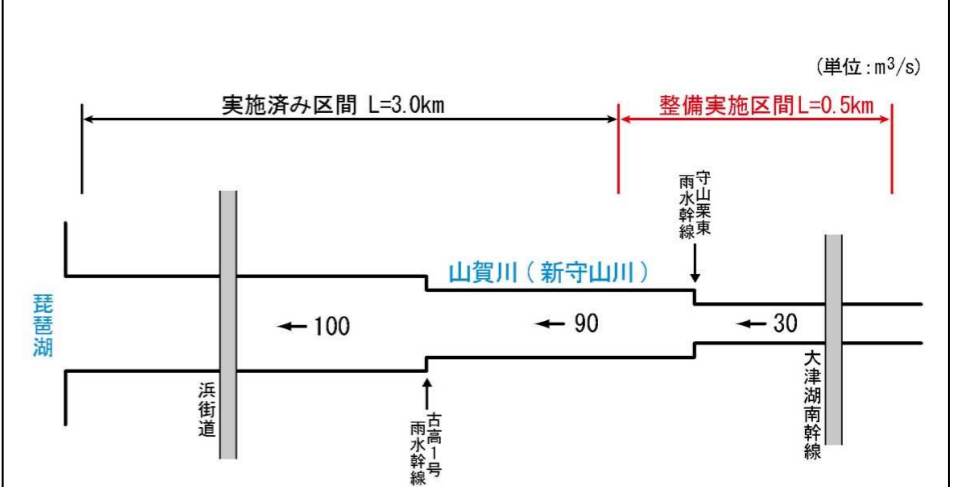 (単位:m³/s)
実施済み区間 L=3.0km
整備実施区間L=0.5km
守山栗東
雨水幹線
山賀川(新守山川)
琵琶湖
←100
←90
←30
浜街道
古高1号
雨水幹線
大津湖南幹線